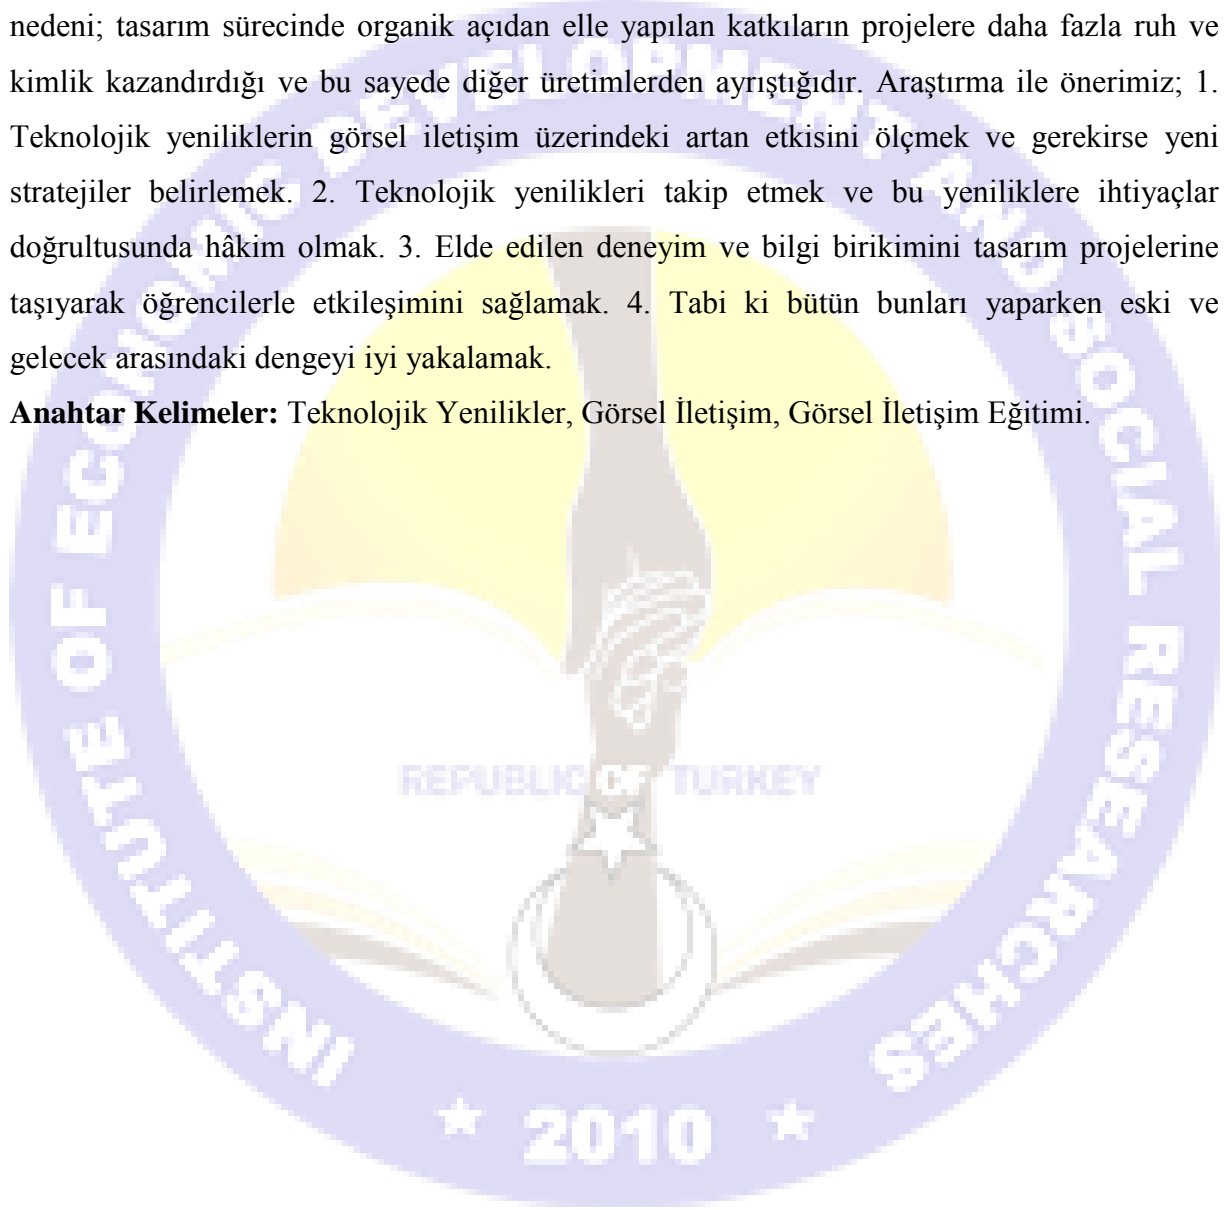 nedeni; tasarım sürecinde organik açıdan elle yapılan katkıların projelere daha fazla ruh ve
kimlik kazandırdığı ve bu sayede diğer üretimlerden ayrıştığıdır. Araştırma ile önerimiz; 1.
Teknolojik yeniliklerin görsel iletişim üzerindeki artan etkisini ölçmek ve gerekirse yeni
stratejiler belirlemek. 2. Teknolojik yenilikleri takip etmek ve bu yeniliklere ihtiyaçlar
doğrultusunda hâkim olmak. 3. Elde edilen deneyim ve bilgi birikimini tasarım projelerine
taşıyarak öğrencilerle etkileşimini sağlamak. 4. Tabi ki bütün bunları yaparken eski ve
gelecek arasındaki dengeyi iyi yakalamak.
Anahtar Kelimeler: Teknolojik Yenilikler, Görsel İletişim, Görsel İletişim Eğitimi.
INSTITUTE OF ECONOMIC DEVELOPMENT AND SOCIAL RESEARCHES
REPUBLIC OF TURKEY
2010